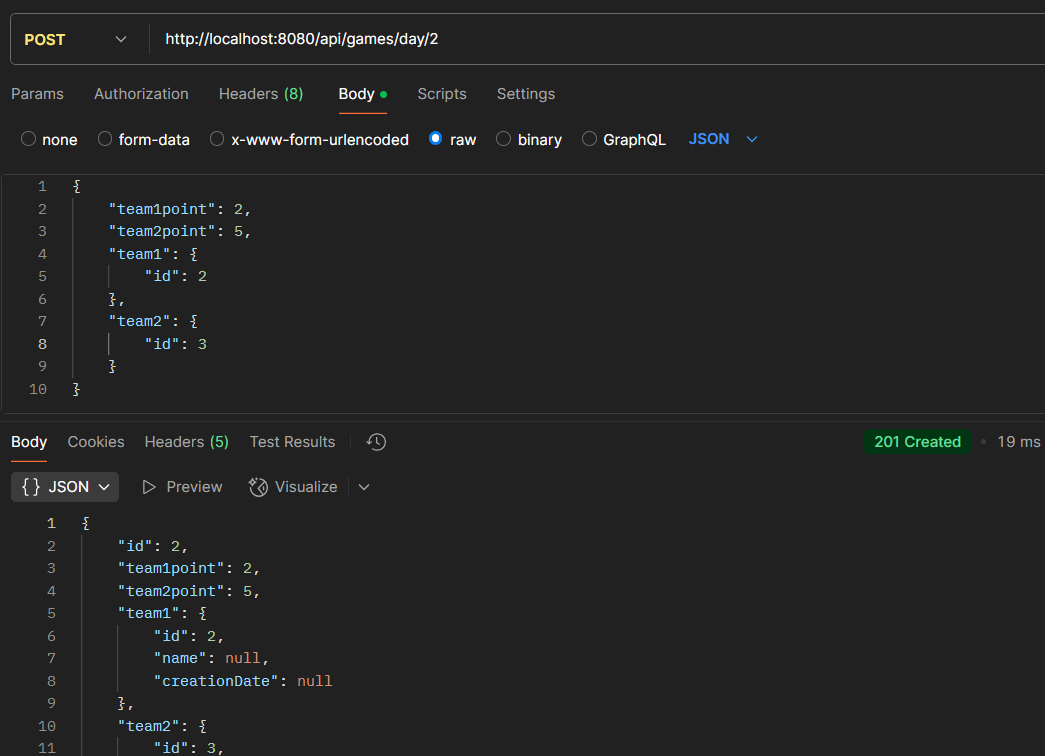 POST http://localhost:8080/api/games/day/2
Params Authorization Headers (8) Body Scripts Settings
none form-data x-www-form-urlencoded raw binary GraphQL JSON
1 {
2 "team1point": 2,
3 "team2point": 5,
4 "team1": {
5 "id": 2
6 },
7 "team2": {
8 "id": 3
9 }
10 }
Body Cookies Headers (5) Test Results 201 Created • 19 ms
{} JSON Preview Visualize
1 {
2 "id": 2,
3 "team1point": 2,
4 "team2point": 5,
5 "team1": {
6 "id": 2,
7 "name": null,
8 "creationDate": null
9 },
10 "team2": {
11 "id": 3,